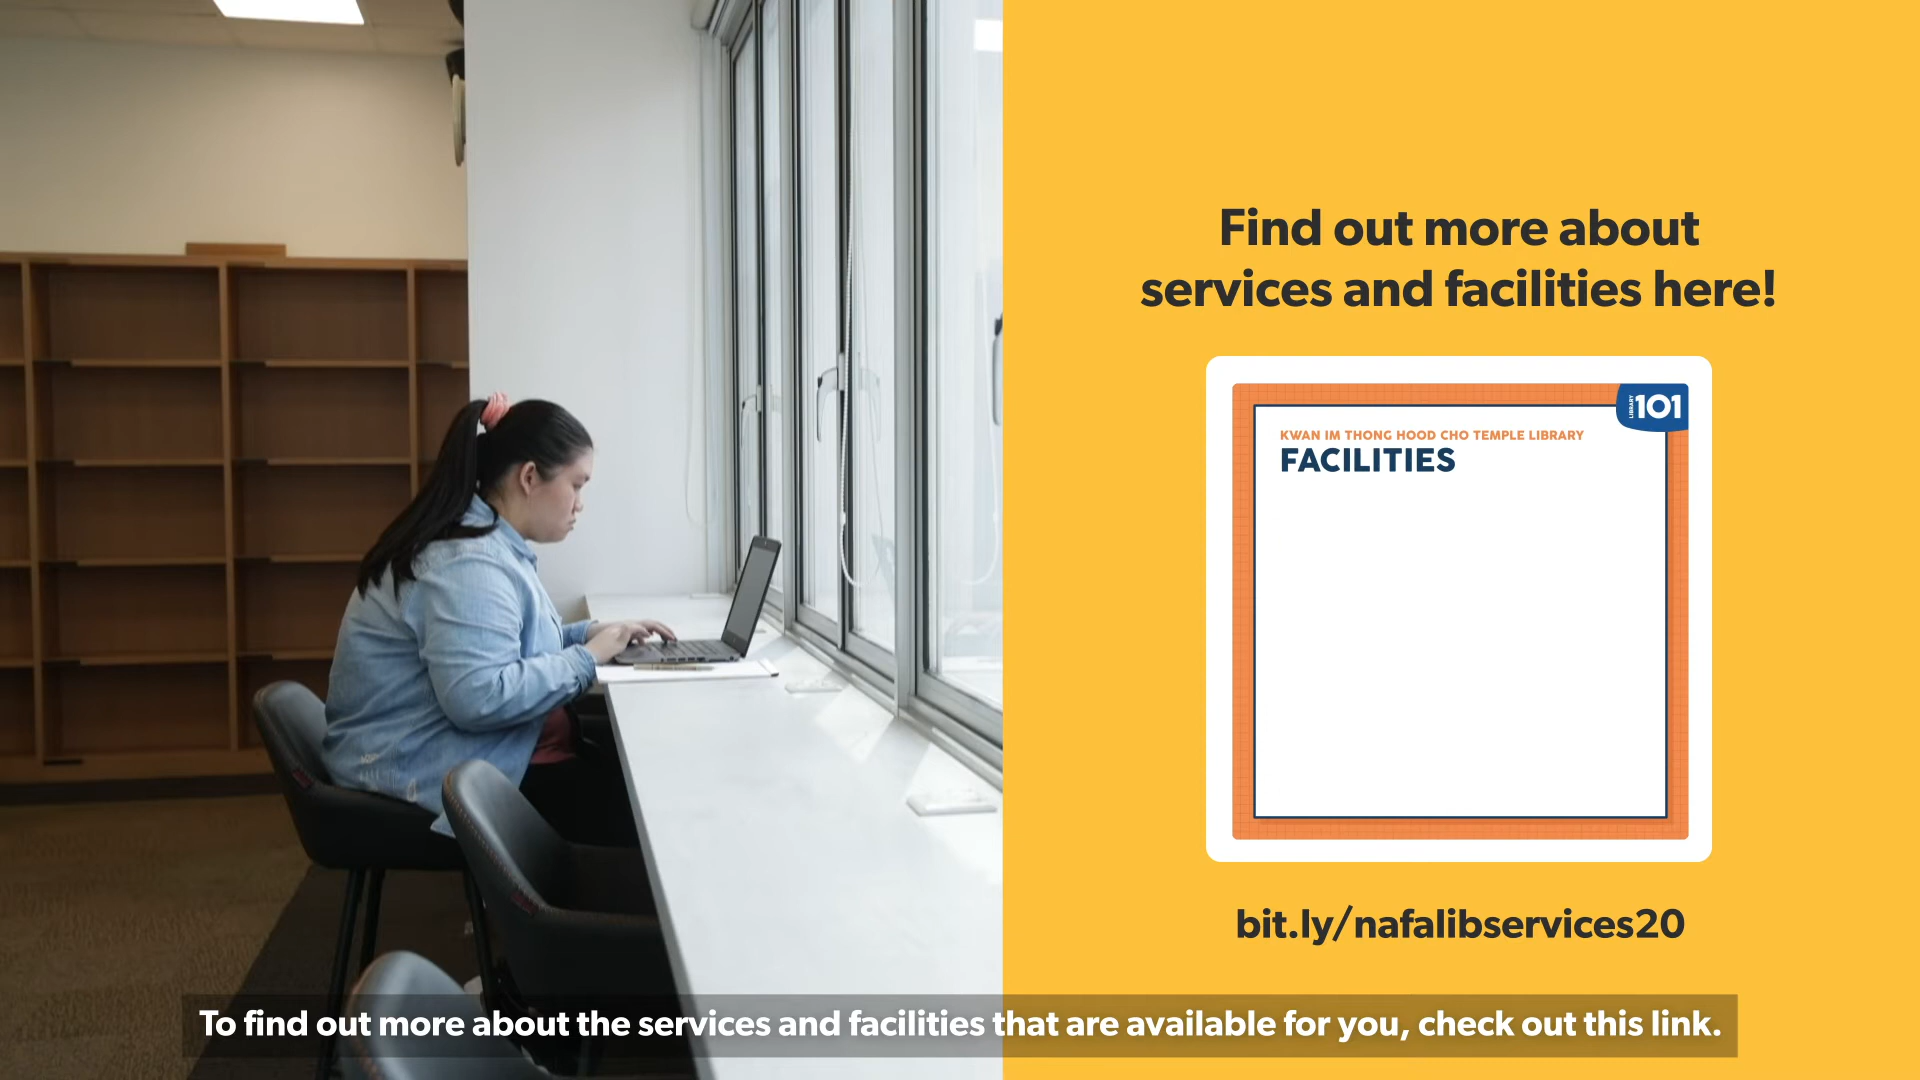 Find out more about
services and facilities here!
LIBRARY 101
KWAN IM THONG HOOD CHO TEMPLE LIBRARY
FACILITIES
bit.ly/nafalibservices20
To find out more about the services and facilities that are available for you, check out this link.